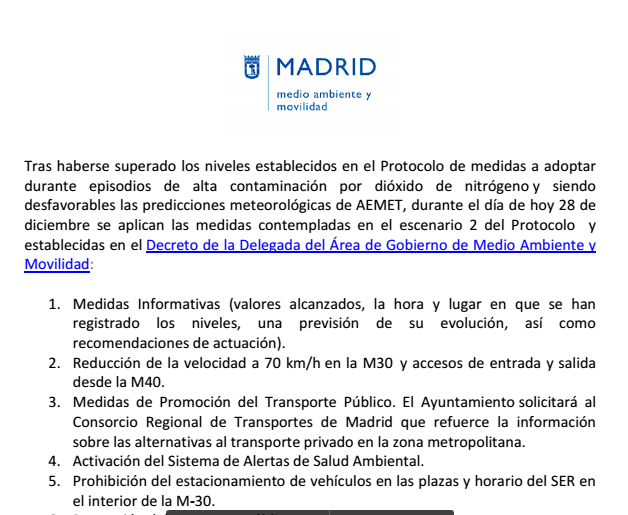 MADRID
medio ambiente y
movilidad
Tras haberse superado los niveles establecidos en el Protocolo de medidas a adoptar
durante episodios de alta contaminación por dióxido de nitrógeno y siendo
desfavorables las predicciones meteorológicas de AEMET, durante el día de hoy 28 de
diciembre se aplican las medidas contempladas en el escenario 2 del Protocolo y
establecidas en el Decreto de la Delegada del Área de Gobierno de Medio Ambiente y
Movilidad:
1. Medidas Informativas (valores alcanzados, la hora y lugar en que se han
registrado los niveles, una previsión de su evolución, así como
recomendaciones de actuación).
2. Reducción de la velocidad a 70 km/h en la M30 y accesos de entrada y salida
desde la M40.
3. Medidas de Promoción del Transporte Público. El Ayuntamiento solicitará al
Consorcio Regional de Transportes de Madrid que refuerce la información
sobre las alternativas al transporte privado en la zona metropolitana.
4. Activación del Sistema de Alertas de Salud Ambiental.
5. Prohibición del estacionamiento de vehículos en las plazas y horario del SER en
el interior de la M-30.